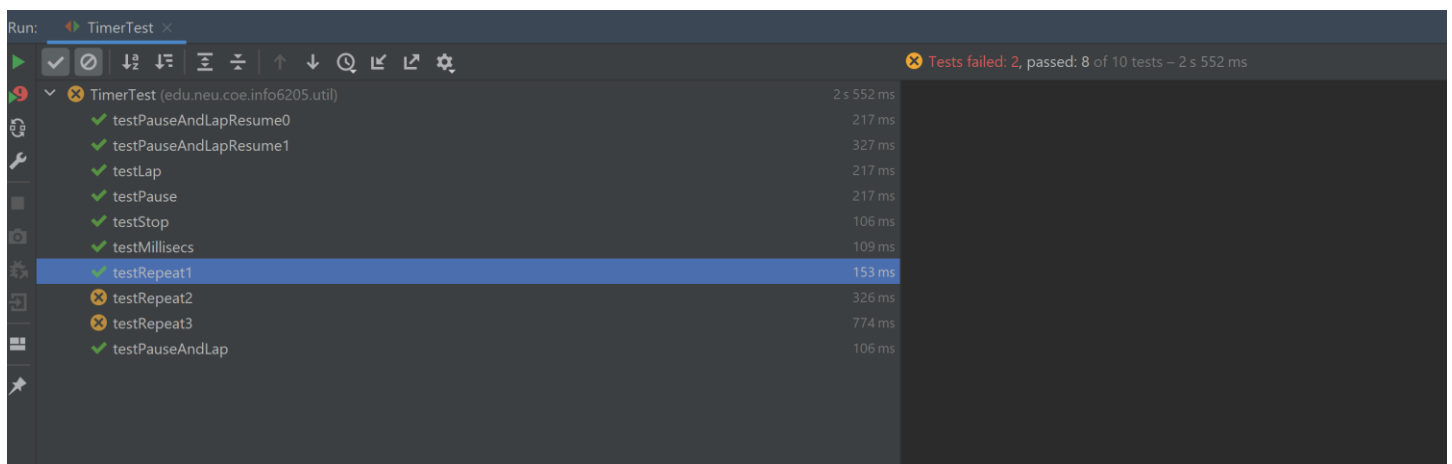 Run: TimerTest
Tests failed: 2, passed: 8 of 10 tests – 2 s 552 ms
TimerTest (edu.neu.coe.info6205.util) 2 s 552 ms
testPauseAndLapResume0 217 ms
testPauseAndLapResume1 327 ms
testLap 217 ms
testPause 217 ms
testStop 106 ms
testMillisecs 109 ms
testRepeat1 153 ms
testRepeat2 326 ms
testRepeat3 774 ms
testPauseAndLap 106 ms